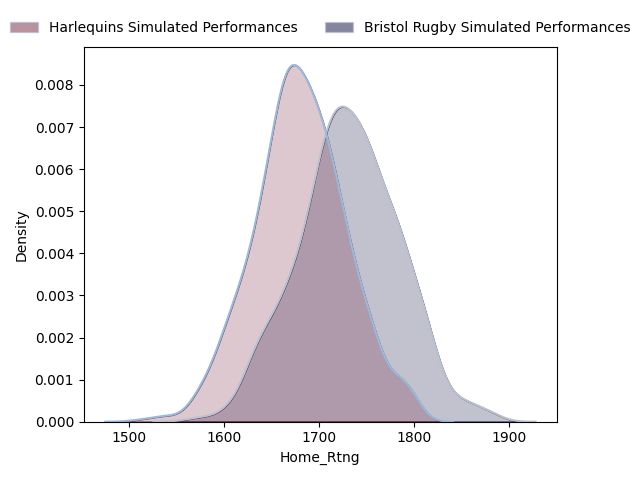 Harlequins Simulated Performances Bristol Rugby Simulated Performances
0.008
0.007
0.006
0.005
0.004
0.003
0.002
0.001
0.000
Density
1500 1600 1700 1800 1900
Home_Rtng